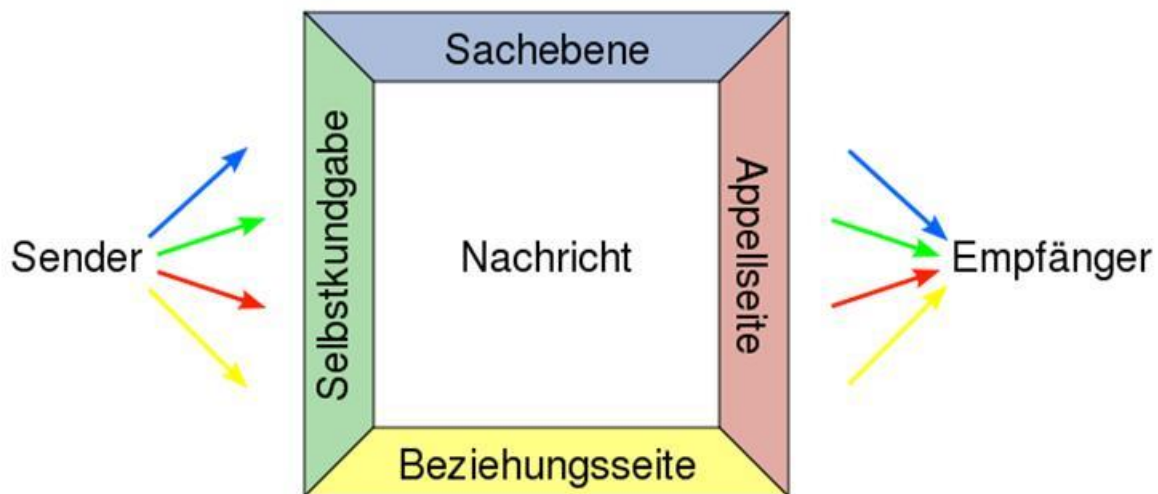 Sachebene
Sender
Selbstkundgabe
Nachricht
Appellseite
Empfänger
Beziehungsseite